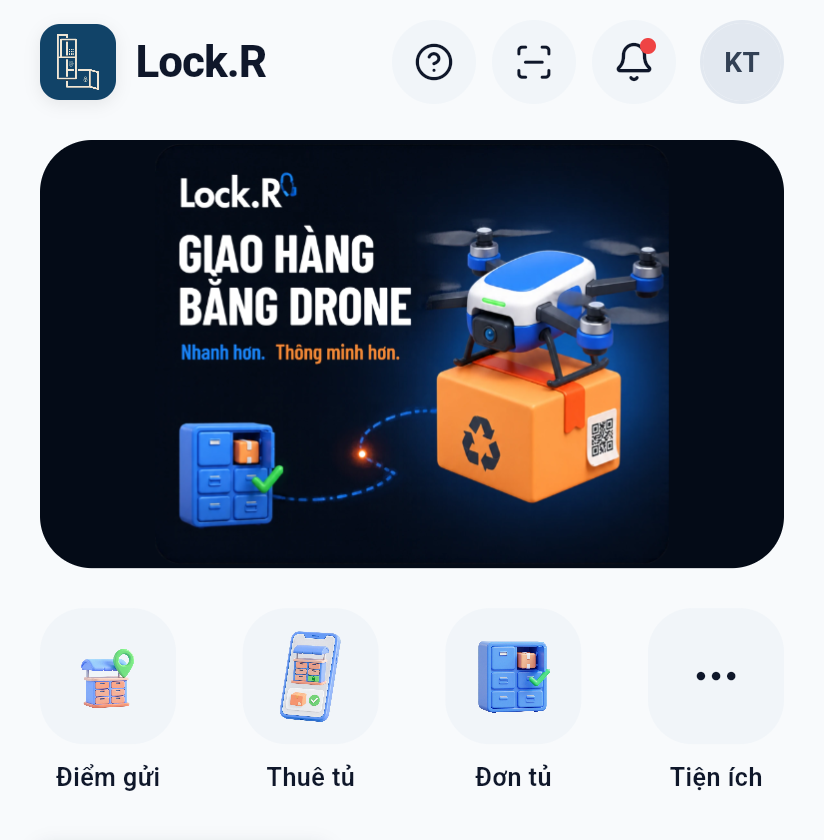 Lock.R
KT
Lock.R
GIAO HÀNG
BẰNG DRONE
Nhanh hơn. Thông minh hơn.
Điểm gửi
Thuê tủ
Đơn tủ
Tiện ích